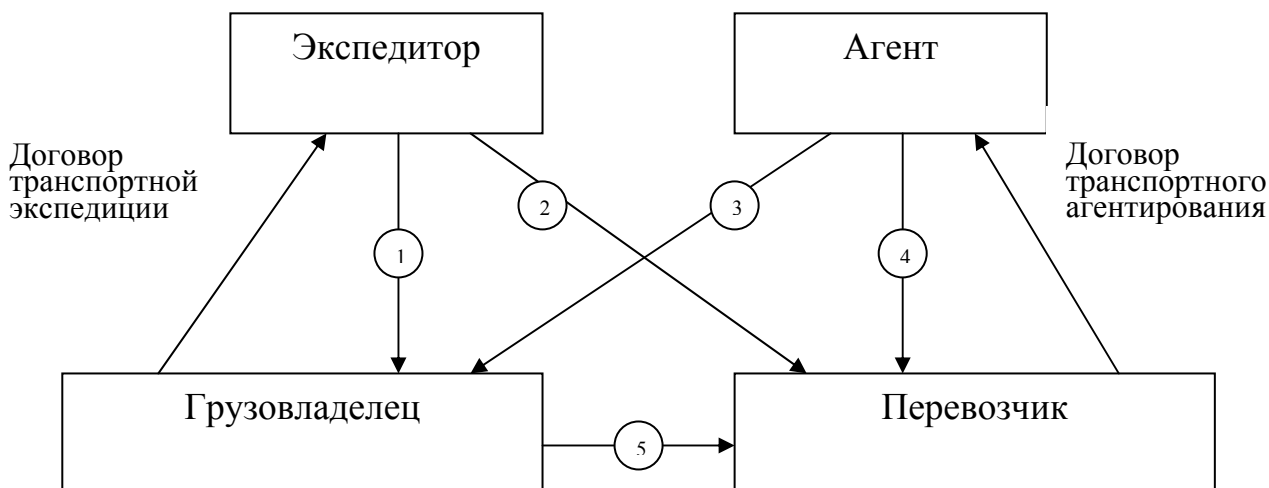 Экспедитор
Агент
Договор
транспортной
экспедиции
Договор
транспортного
агентирования
2
3
1
4
Грузовладелец
Перевозчик
5